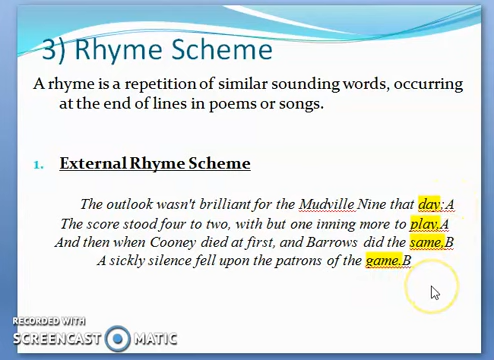 3) Rhyme Scheme
A rhyme is a repetition of similar sounding words, occurring
at the end of lines in poems or songs.
1. External Rhyme Scheme
The outlook wasn't brilliant for the Mudville Nine that day:A
The score stood four to two, with but one inning more to play,A
And then when Cooney died at first, and Barrows did the same,B
A sickly silence fell upon the patrons of the game.B
RECORDED WITH
SCREENCAST MATIC